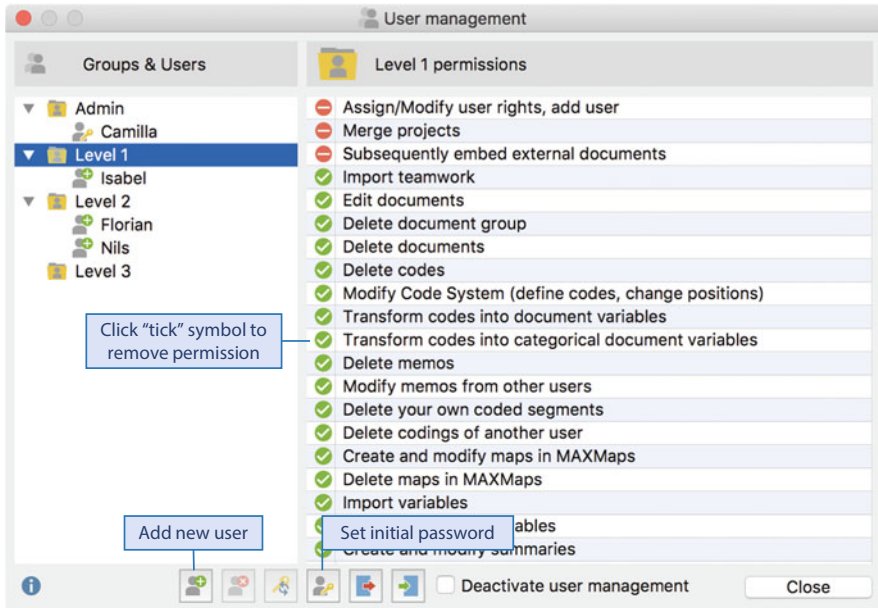 User management
Groups & Users
Level 1 permissions
Admin
Camilla
Level 1
Isabel
Level 2
Florian
Nils
Level 3
Assign/Modify user rights, add user
Merge projects
Subsequently embed external documents
Import teamwork
Edit documents
Delete document group
Delete documents
Delete codes
Modify Code System (define codes, change positions)
Transform codes into document variables
Transform codes into categorical document variables
Delete memos
Modify memos from other users
Delete your own coded segments
Delete codings of another user
Create and modify maps in MAXMaps
Delete maps in MAXMaps
Import variables
ables
Create and modify summaries
Click “tick” symbol to
remove permission
Add new user
Set initial password
Deactivate user management
Close